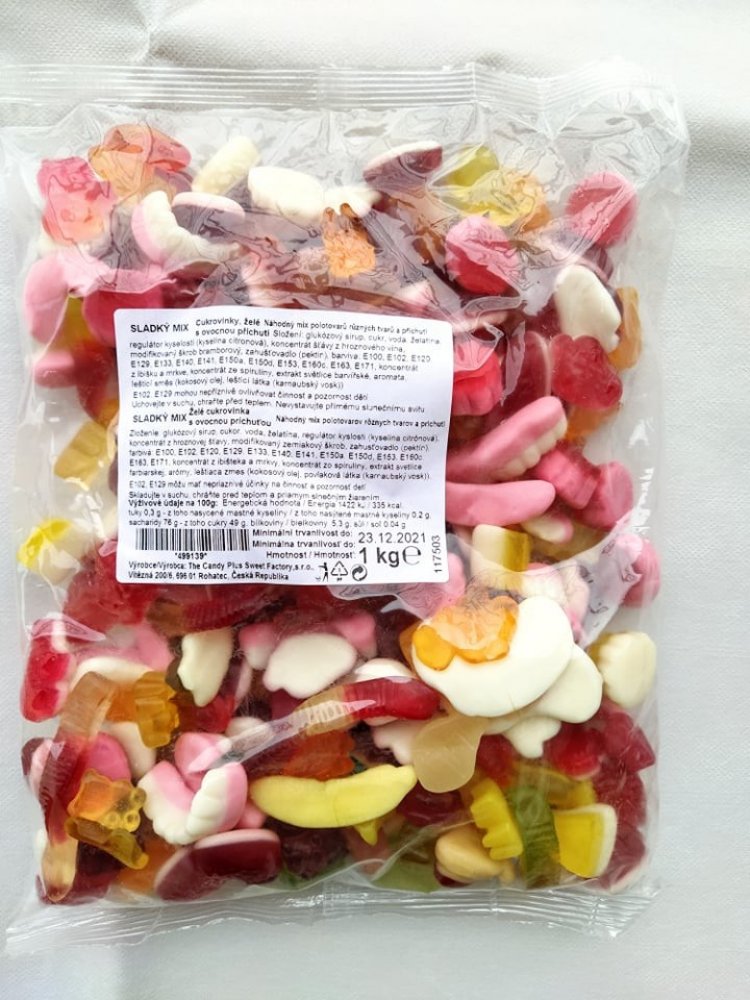 SLADKÝ MIX Cukrovinky, želé Náhodný mix polotovarů různých tvarů a příchutí
s ovocnou příchutí Složení: glukózový sirup, cukr, voda, želatina,
regulátor kyselosti (kyselina citrónová), koncentrát šťávy z hroznového vína,
modifikovaný škrob bramborový, zahušťovadlo (pektin), barviva: E100, E102, E120
E129, E133, E140, E141, E150a, E150d, E153, E160c, E163, E171, koncentrát
z ibišku a mrkve, koncentrát ze spiruliny, extrakt světlice barvířské, aromata,
leštící směs (kokosový olej, leštící látka (karnaubský vosk))
E102, E129 mohou nepříznivě ovlivňovat činnost a pozornost dětí
Uchovejte v suchu, chraňte před teplem. Nevystavujte přímému slunečnímu svitu
SLADKÝ MIX Želé cukrovinka Náhodný mix polotovarov rôznych tvarov a príchutí
s ovocnou príchuťou
Zloženie: glukózový sirup, cukor, voda, želatina, regulátor kyslosti (kyselina citrónová),
koncentrát z hroznovej šťavy, modifikovaný zemiakový škrob, zahusťovadlo (pektín),
farbivá: E100, E102, E120, E129, E133, E140, E141, E150a, E150d, E153, E160c
E163, E171, koncentrát z ibišteka a mrkvy, koncentrát zo spiruliny, extrakt svetlice
farbiarskej, arómy, leštiaca zmes (kokosový olej, povlaková látka (karnaubský vosk)).
E102, E129 môžu mať nepriaznivé účinky na činnosť a pozornosť detí
Skladujte v suchu, chráňte pred teplom a priamym slnečním žiarením
Výživové údaje na 100g: Energetická hodnota / Energia 1422 kJ / 335 kcal,
tuky 0,3 g - z toho nasycené mastné kyseliny / z toho nasýtené mastné kyseliny 0,2 g,
sacharidy 76 g - z toho cukry 49 g, bílkoviny / bielkoviny 5,3 g, sůl / soľ 0,04 g
*499139*
Minimální trvanlivost do: 23.12.2021
Minimálna trvanlivosť do:
Hmotnost / Hmotnosť: 1 kg ℮
117503
Výrobce/Výrobca: The Candy Plus Sweet Factory,s.r.o.,
Vítězná 200/6, 696 01 Rohatec, Česká Republika